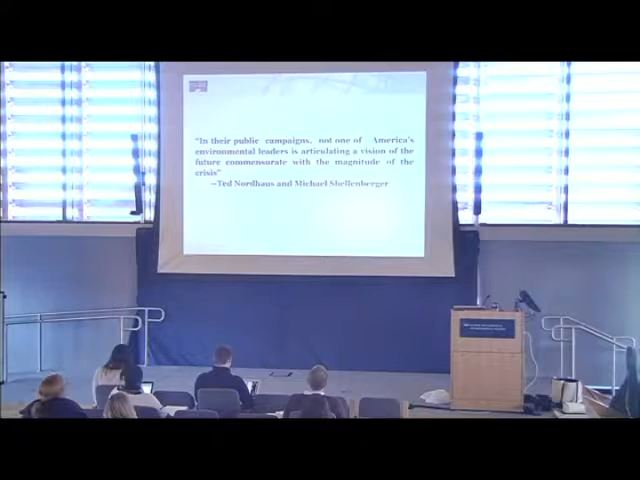 "In their public campaigns, not one of America's
environmental leaders is articulating a vision of the
future commensurate with the magnitude of the
crisis"
—Ted Nordhaus and Michael Shellenberger